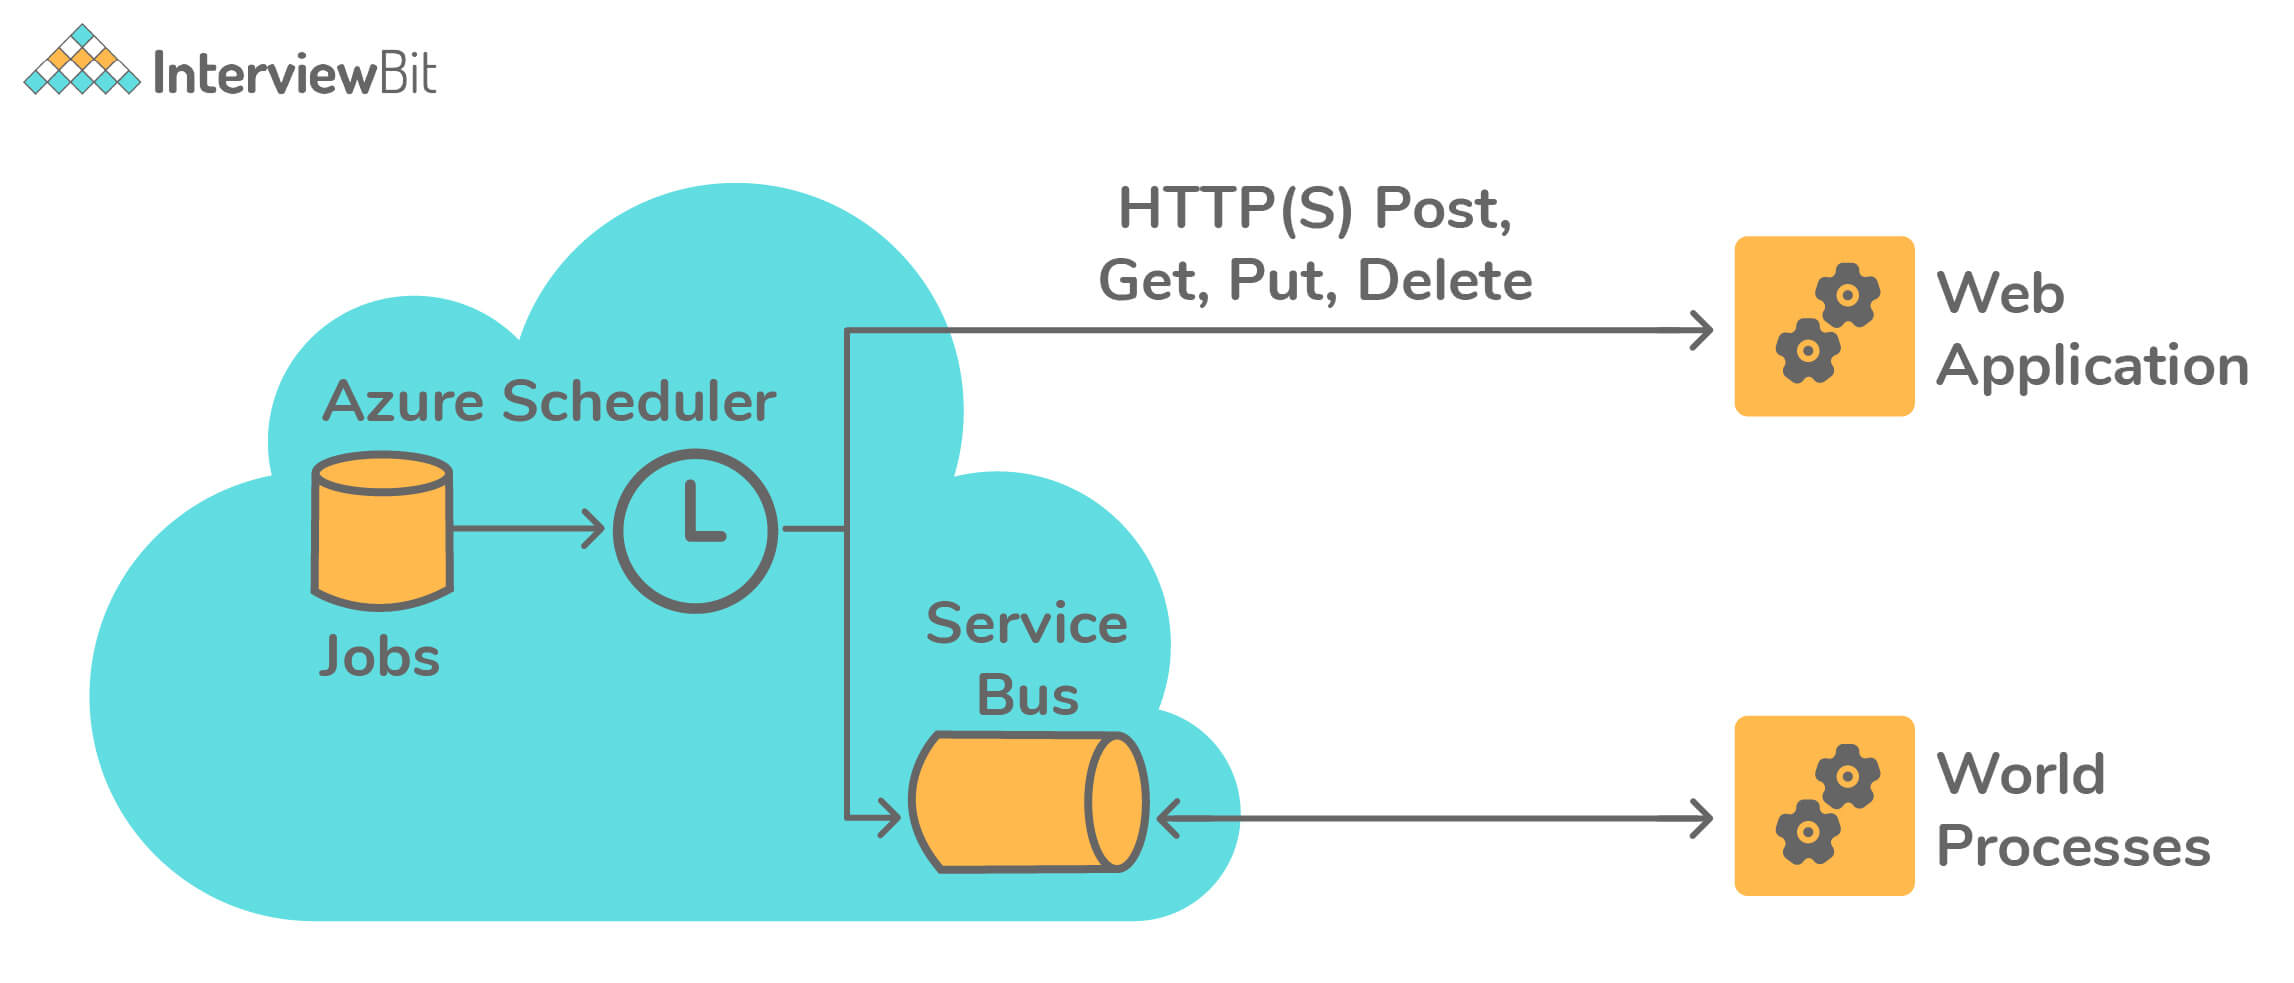 InterviewBit
HTTP(S) Post,
Get, Put, Delete
Web
Application
Azure Scheduler
Jobs
Service
Bus
World
Processes